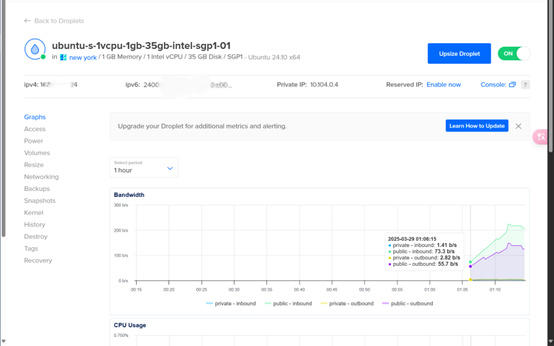 Back to Droplets
ubuntu-s-1vcpu-1gb-35gb-intel-sgp1-01
in new york / 1 GB Memory / 1 Intel vCPU / 35 GB Disk / SGP1 - Ubuntu 24.10 x64
Upsize Droplet
ON
ipv4:
ipv6: 2400
Private IP: 10.104.0.4
Reserved IP: Enable now
Console:
?
Graphs
Access
Power
Volumes
Resize
Networking
Backups
Snapshots
Kernel
History
Destroy
Tags
Recovery
Upgrade your Droplet for additional metrics and alerting.
Learn How to Update
Select period
1 hour
Bandwidth
300 b/s
200 b/s
100 b/s
0 b/s
2025-03-29 01:06:15
private - inbound: 1.41 b/s
public - inbound: 73.3 b/s
private - outbound: 2.82 b/s
public - outbound: 55.7 b/s
00:15 00:20 00:25 00:30 00:35 00:40 00:45 00:50 00:55 01:00 01:05 01:10
private - inbound public - inbound private - outbound public - outbound
CPU Usage
0.750%